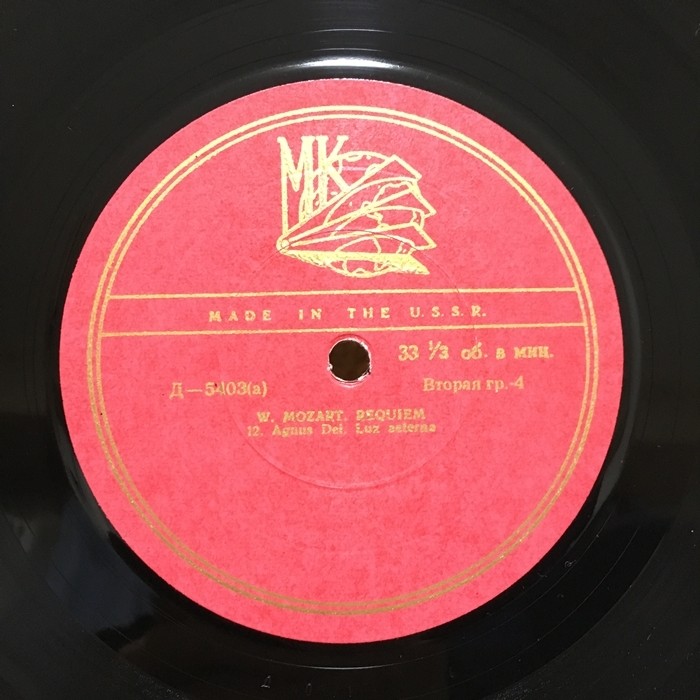 MK
MADE IN THE U.S.S.R.
33 ⅓ об. в мин.
Д—5403(а) Вторая гр.-4
W. MOZART. REQUIEM
12. Agnus Dei. Lux aeterna